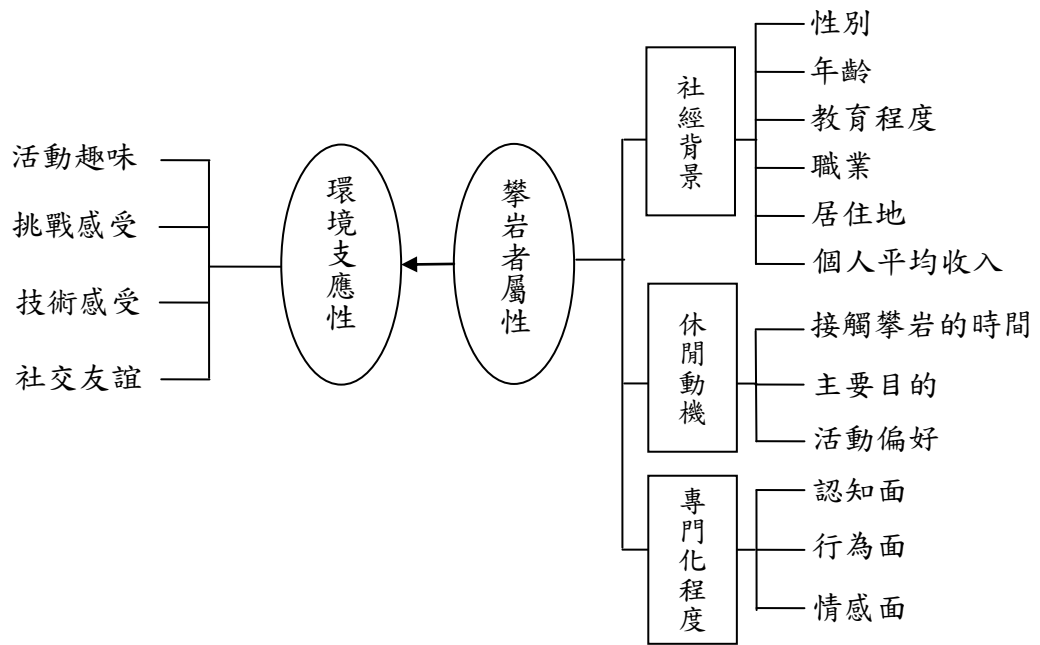 活動趣味
挑戰感受
技術感受
社交友誼
環境支應性
攀岩者屬性
社經背景
性別
年齡
教育程度
職業
居住地
個人平均收入
休閒動機
接觸攀岩的時間
主要目的
活動偏好
專門化程度
認知面
行為面
情感面